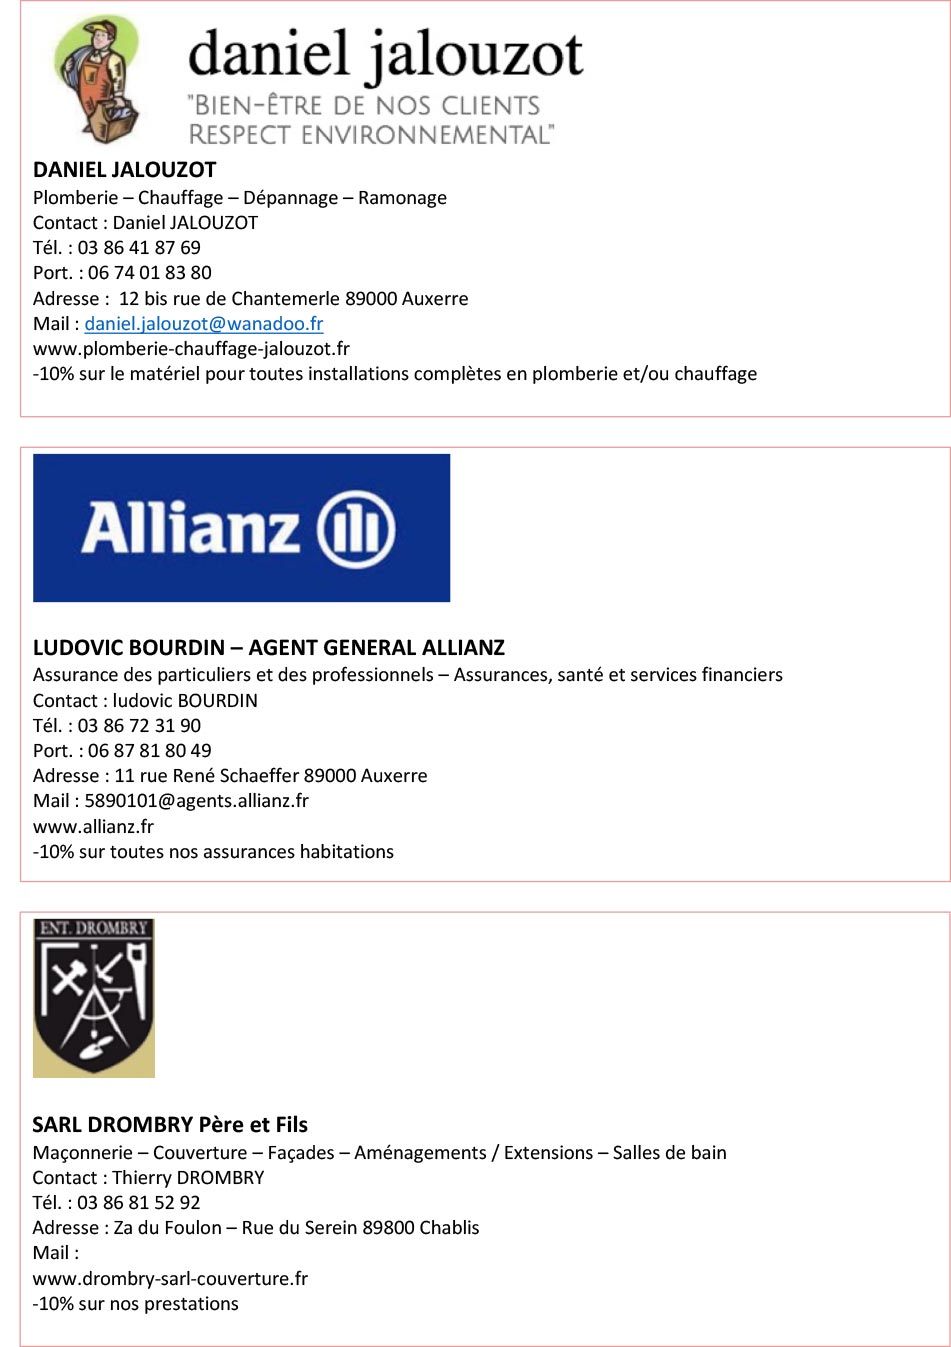 daniel jalouzot
"BIEN-ÊTRE DE NOS CLIENTS
RESPECT ENVIRONNEMENTAL"
DANIEL JALOUZOT
Plomberie – Chauffage – Dépannage – Ramonage
Contact : Daniel JALOUZOT
Tél. : 03 86 41 87 69
Port. : 06 74 01 83 80
Adresse :  12 bis rue de Chantemerle 89000 Auxerre
Mail : daniel.jalouzot@wanadoo.fr
www.plomberie-chauffage-jalouzot.fr
-10% sur le matériel pour toutes installations complètes en plomberie et/ou chauffage
Allianz
LUDOVIC BOURDIN – AGENT GENERAL ALLIANZ
Assurance des particuliers et des professionnels – Assurances, santé et services financiers
Contact : ludovic BOURDIN
Tél. : 03 86 72 31 90
Port. : 06 87 81 80 49
Adresse : 11 rue René Schaeffer 89000 Auxerre
Mail : 5890101@agents.allianz.fr
www.allianz.fr
-10% sur toutes nos assurances habitations
ENT. DROMBRY
SARL DROMBRY Père et Fils
Maçonnerie – Couverture – Façades – Aménagements / Extensions – Salles de bain
Contact : Thierry DROMBRY
Tél. : 03 86 81 52 92
Adresse : Za du Foulon – Rue du Serein 89800 Chablis
Mail :
www.drombry-sarl-couverture.fr
-10% sur nos prestations